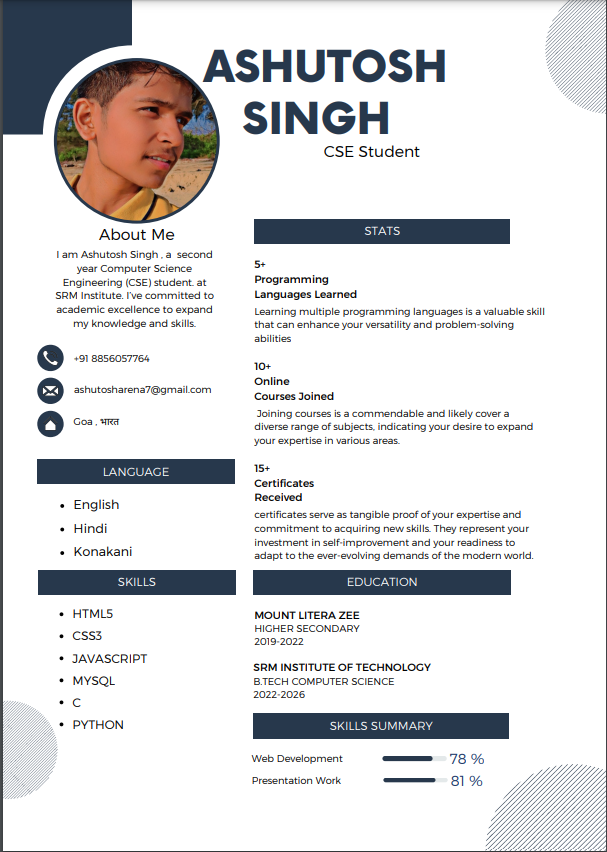 ASHUTOSH
SINGH
CSE Student
About Me
I am Ashutosh Singh , a second
year Computer Science
Engineering (CSE) student. at
SRM Institute. I've committed to
academic excellence to expand
my knowledge and skills.
+91 8856057764
ashutosharena7@gmail.com
Goa , भारत
LANGUAGE
English
Hindi
Konakani
SKILLS
HTML5
CSS3
JAVASCRIPT
MYSQL
C
PYTHON
STATS
5+
Programming
Languages Learned
Learning multiple programming languages is a valuable skill
that can enhance your versatility and problem-solving
abilities
10+
Online
Courses Joined
Joining courses is a commendable and likely cover a
diverse range of subjects, indicating your desire to expand
your expertise in various areas.
15+
Certificates
Received
certificates serve as tangible proof of your expertise and
commitment to acquiring new skills. They represent your
investment in self-improvement and your readiness to
adapt to the ever-evolving demands of the modern world.
EDUCATION
MOUNT LITERA ZEE
HIGHER SECONDARY
2019-2022
SRM INSTITUTE OF TECHNOLOGY
B.TECH COMPUTER SCIENCE
2022-2026
SKILLS SUMMARY
Web Development 78 %
Presentation Work 81 %